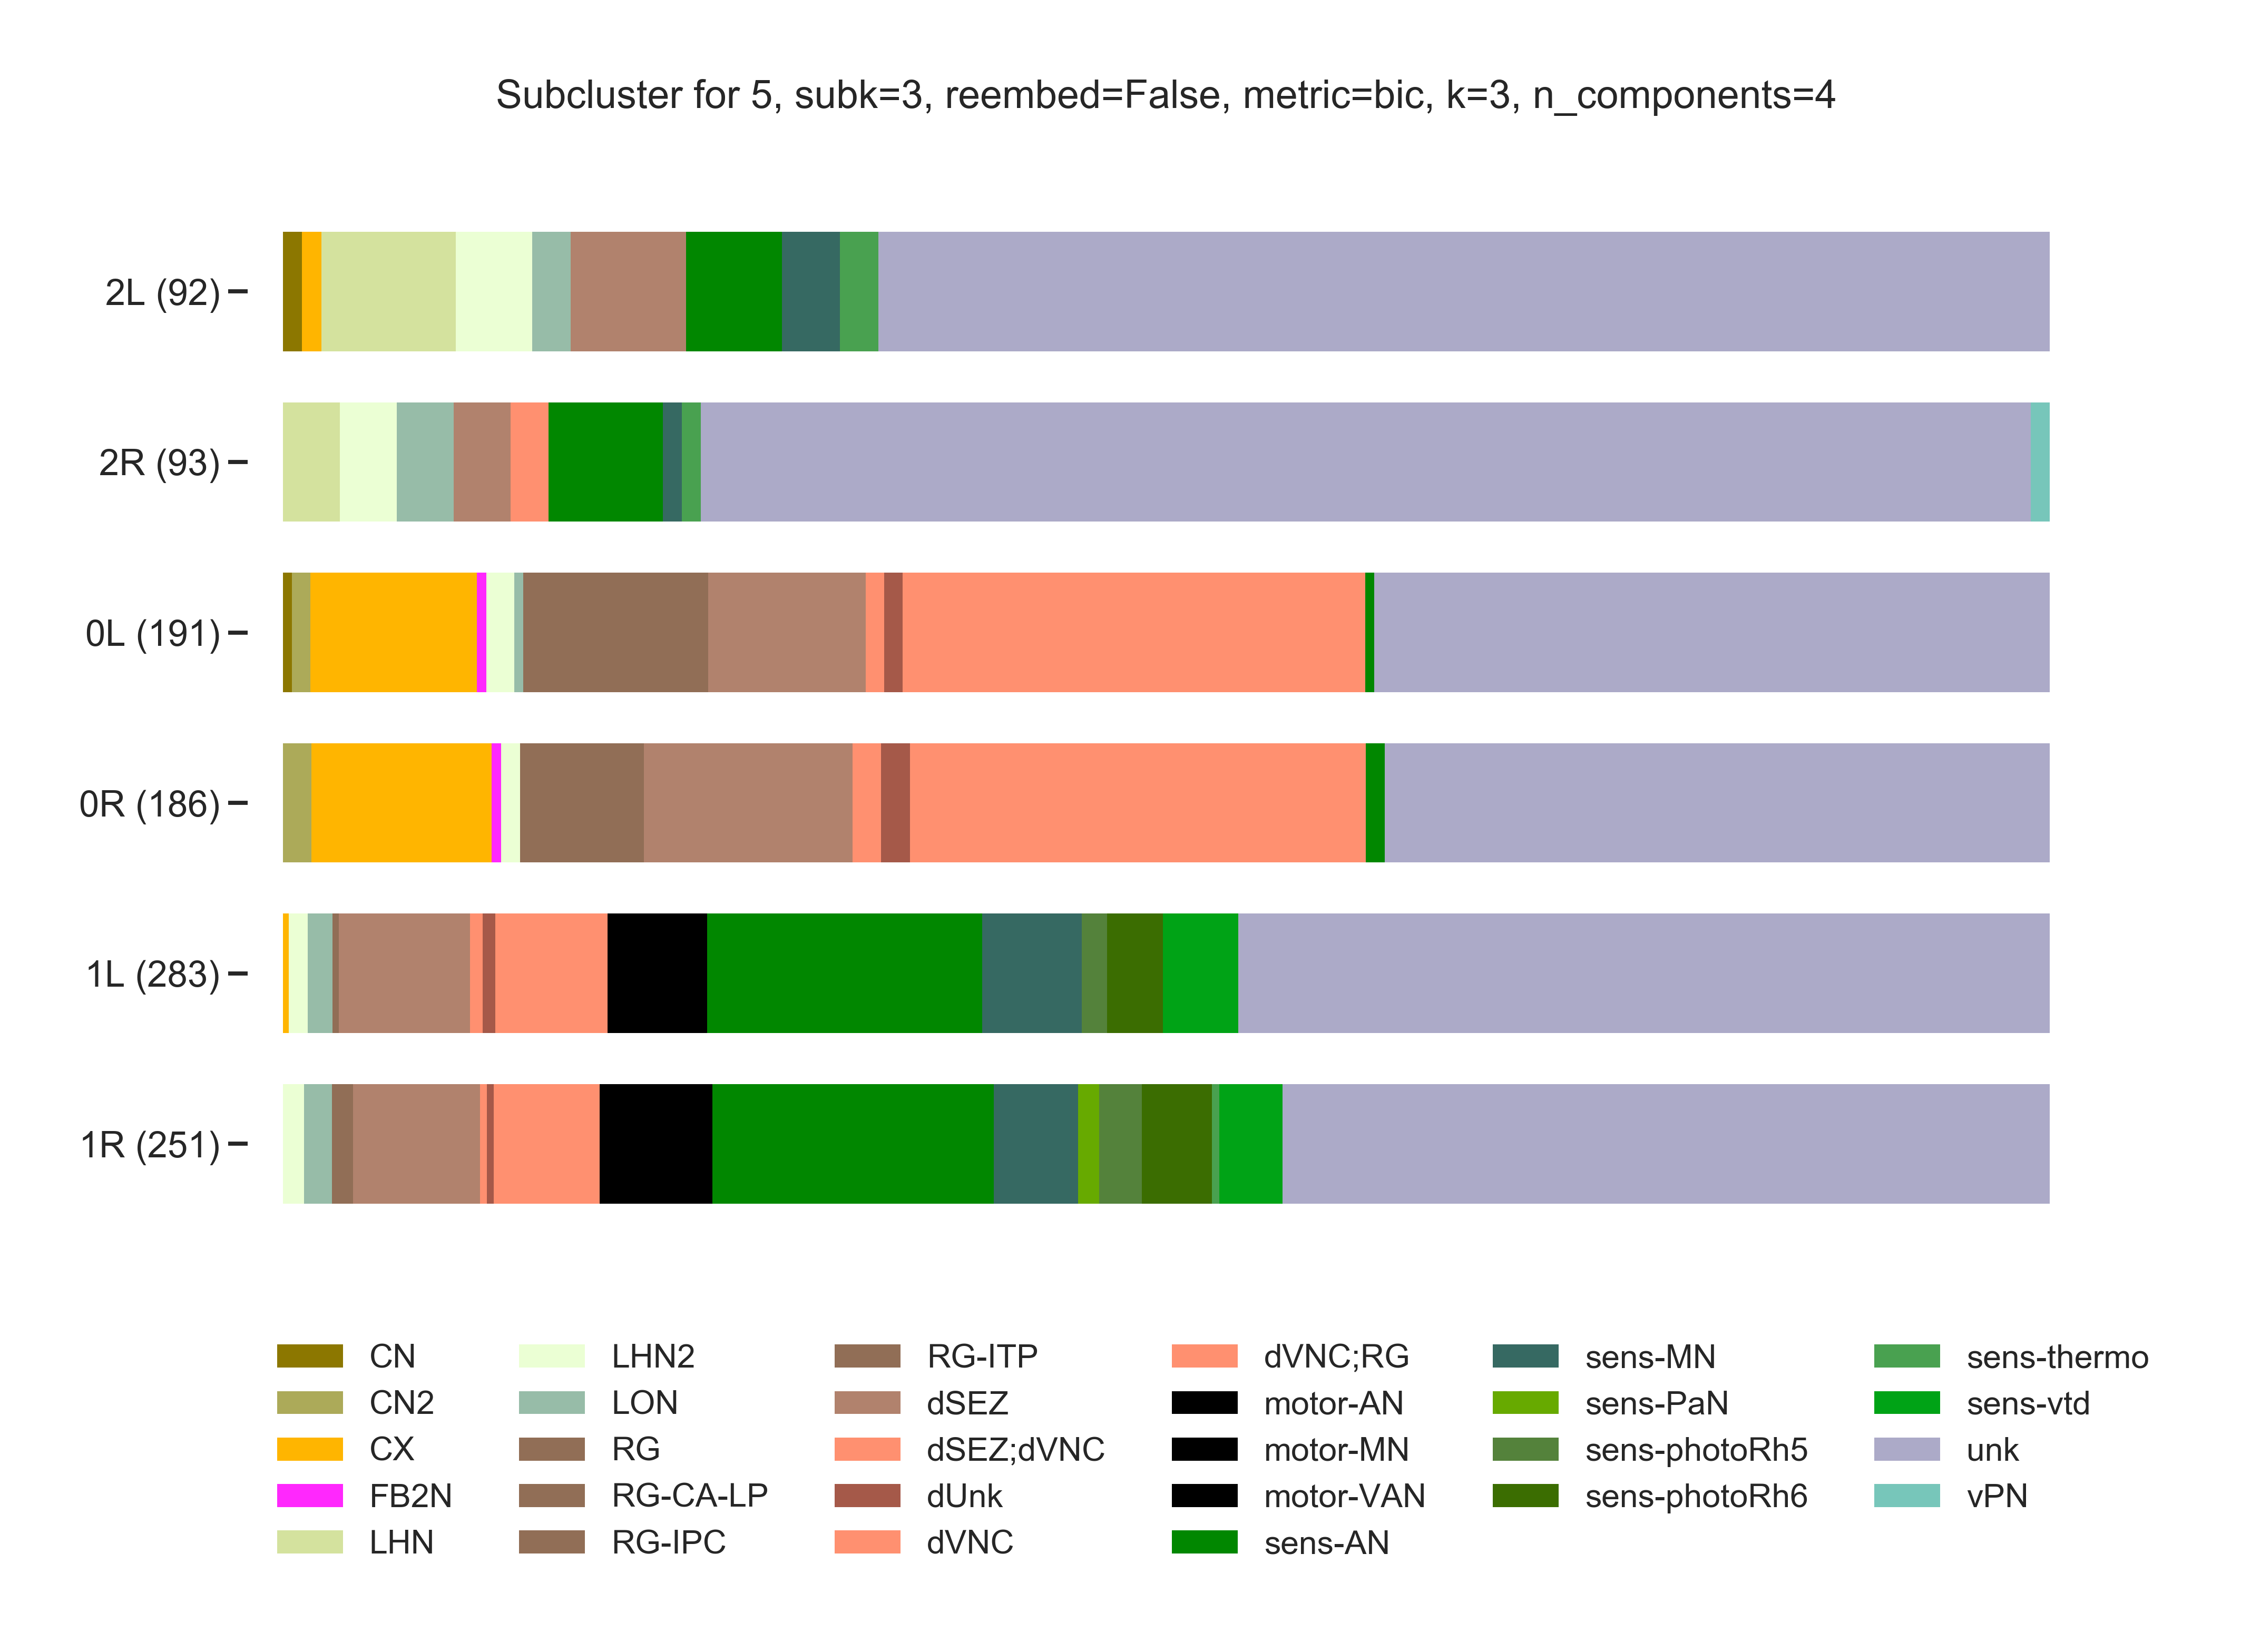 Subcluster for 5, subk=3, reembed=False, metric=bic, k=3, n_components=4
2L (92)
2R (93)
0L (191)
0R (186)
1L (283)
1R (251)
CN
CN2
CX
FB2N
LHN
LHN2
LON
RG
RG-CA-LP
RG-IPC
RG-ITP
dSEZ
dSEZ;dVNC
dUnk
dVNC
dVNC;RG
motor-AN
motor-MN
motor-VAN
sens-AN
sens-MN
sens-PaN
sens-photoRh5
sens-photoRh6
sens-thermo
sens-vtd
unk
vPN